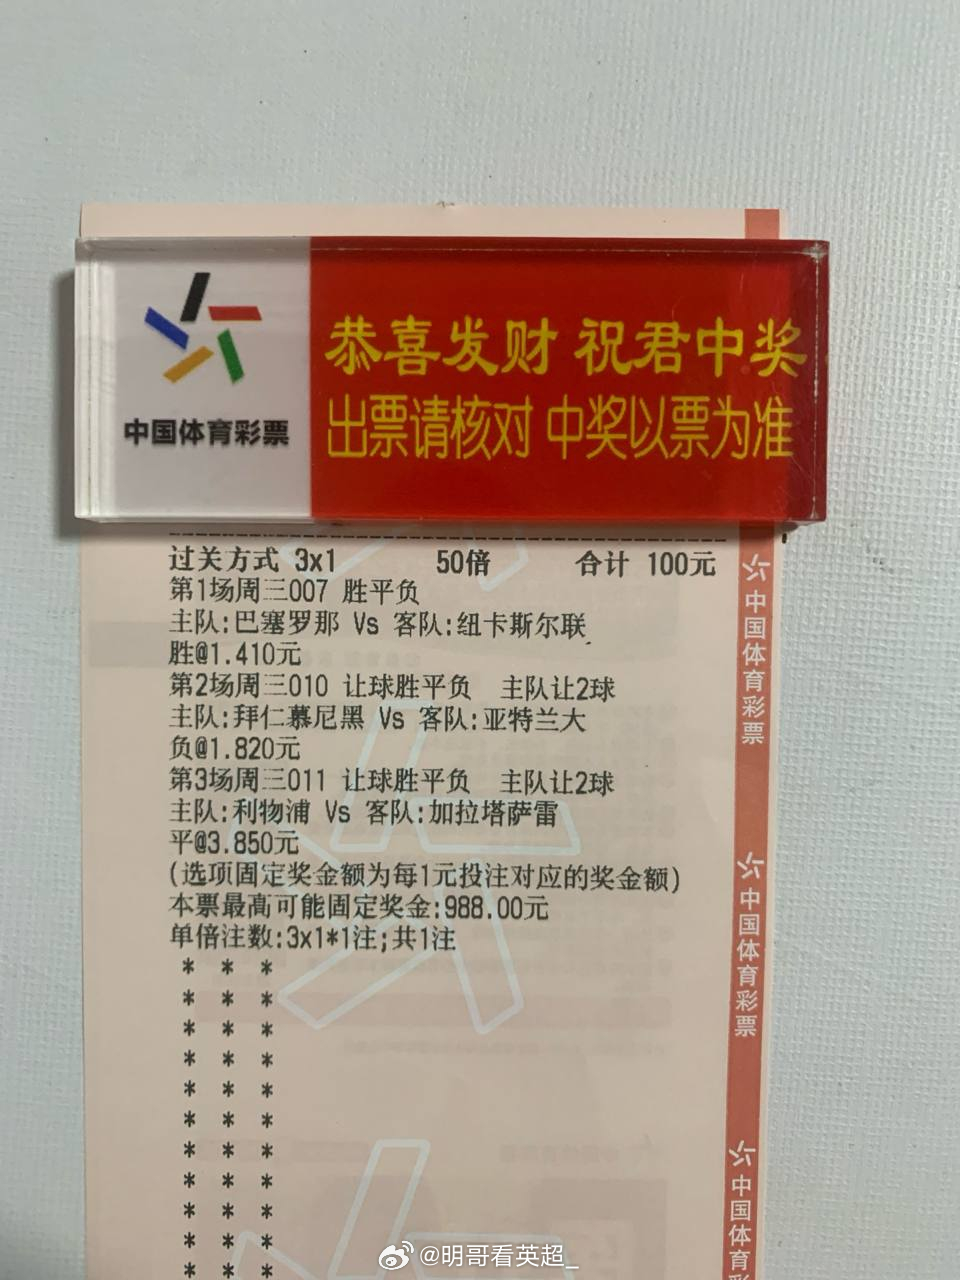 中国体育彩票
恭喜发财 祝君中奖
出票请核对 中奖以票为准
过关方式 3x1 50倍 合计 100元
第1场周三007 胜平负
主队:巴塞罗那 Vs 客队:纽卡斯尔联
胜@1.410元
第2场周三010 让球胜平负 主队让2球
主队:拜仁慕尼黑 Vs 客队:亚特兰大
负@1.820元
第3场周三011 让球胜平负 主队让2球
主队:利物浦 Vs 客队:加拉塔萨雷
平@3.850元
(选项固定奖金额为每1元投注对应的奖金额)
本票最高可能固定奖金:988.00元
单倍注数:3x1*1注;共1注
* * *
* * *
* * *
* * *
* * *
* * *
* * *
* * *
* * *
* * *
* * *
中国体育彩票
中国体育彩票
中国体育彩
@明哥看英超_